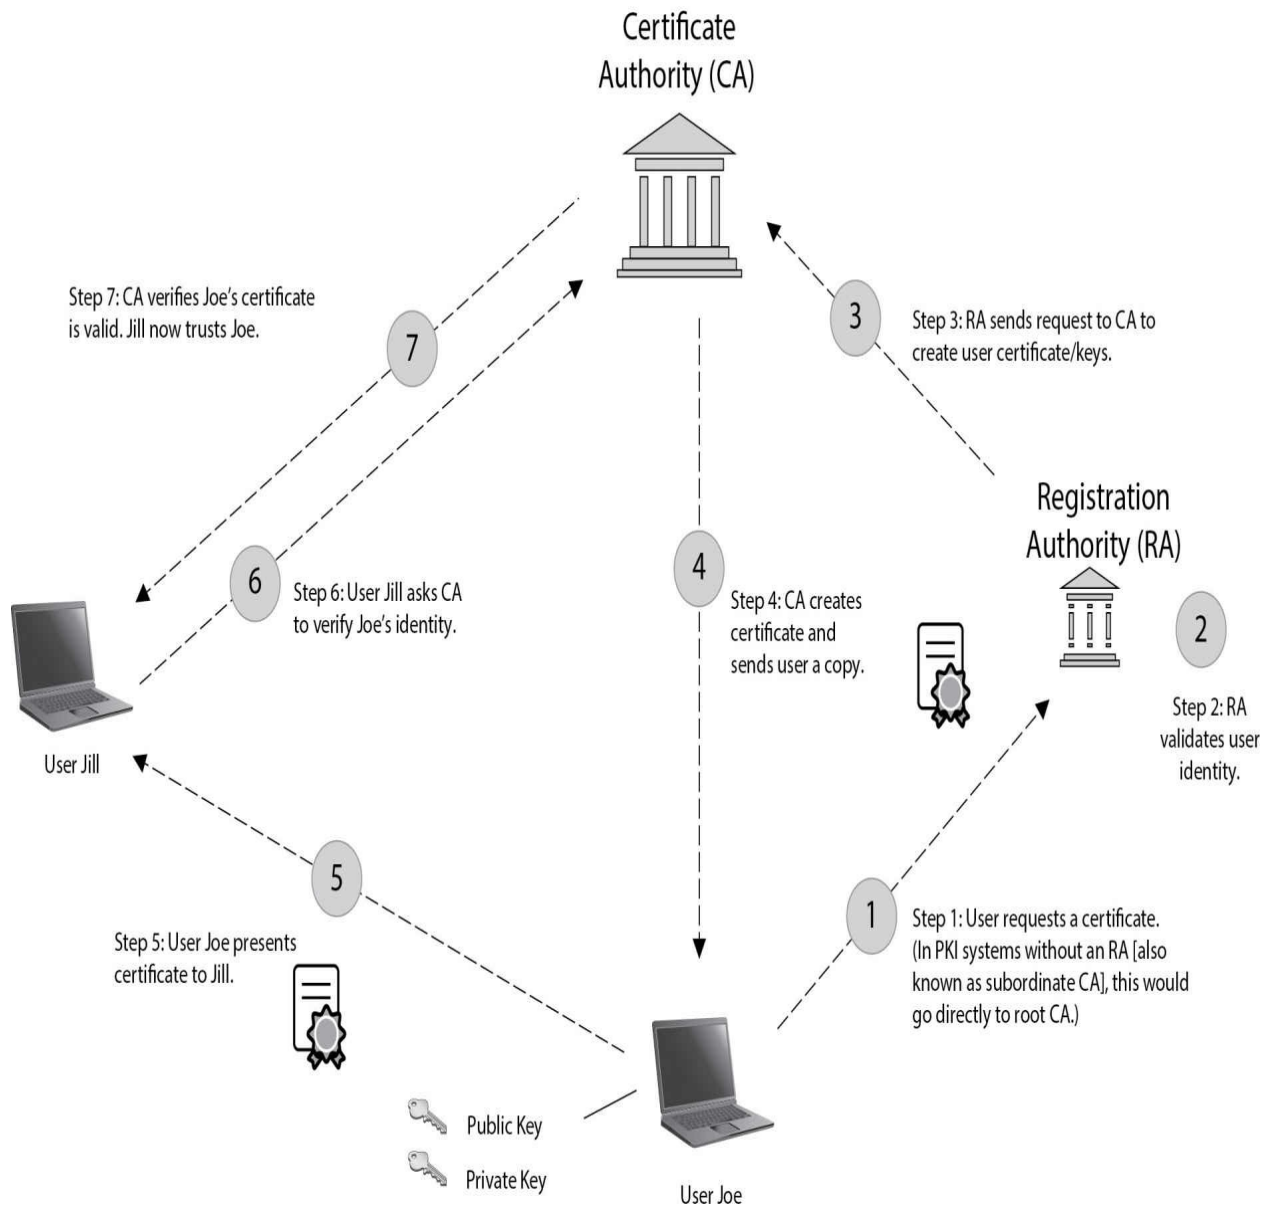 Certificate
Authority (CA)
Step 7: CA verifies Joe's certificate
is valid. Jill now trusts Joe.
7
3
Step 3: RA sends request to CA to
create user certificate/keys.
Registration
Authority (RA)
6
Step 6: User Jill asks CA
to verify Joe's identity.
4
Step 4: CA creates
certificate and
sends user a copy.
2
Step 2: RA
validates user
identity.
User Jill
5
Step 5: User Joe presents
certificate to Jill.
1
Step 1: User requests a certificate.
(In PKI systems without an RA [also
known as subordinate CA], this would
go directly to root CA.)
Public Key
Private Key
User Joe